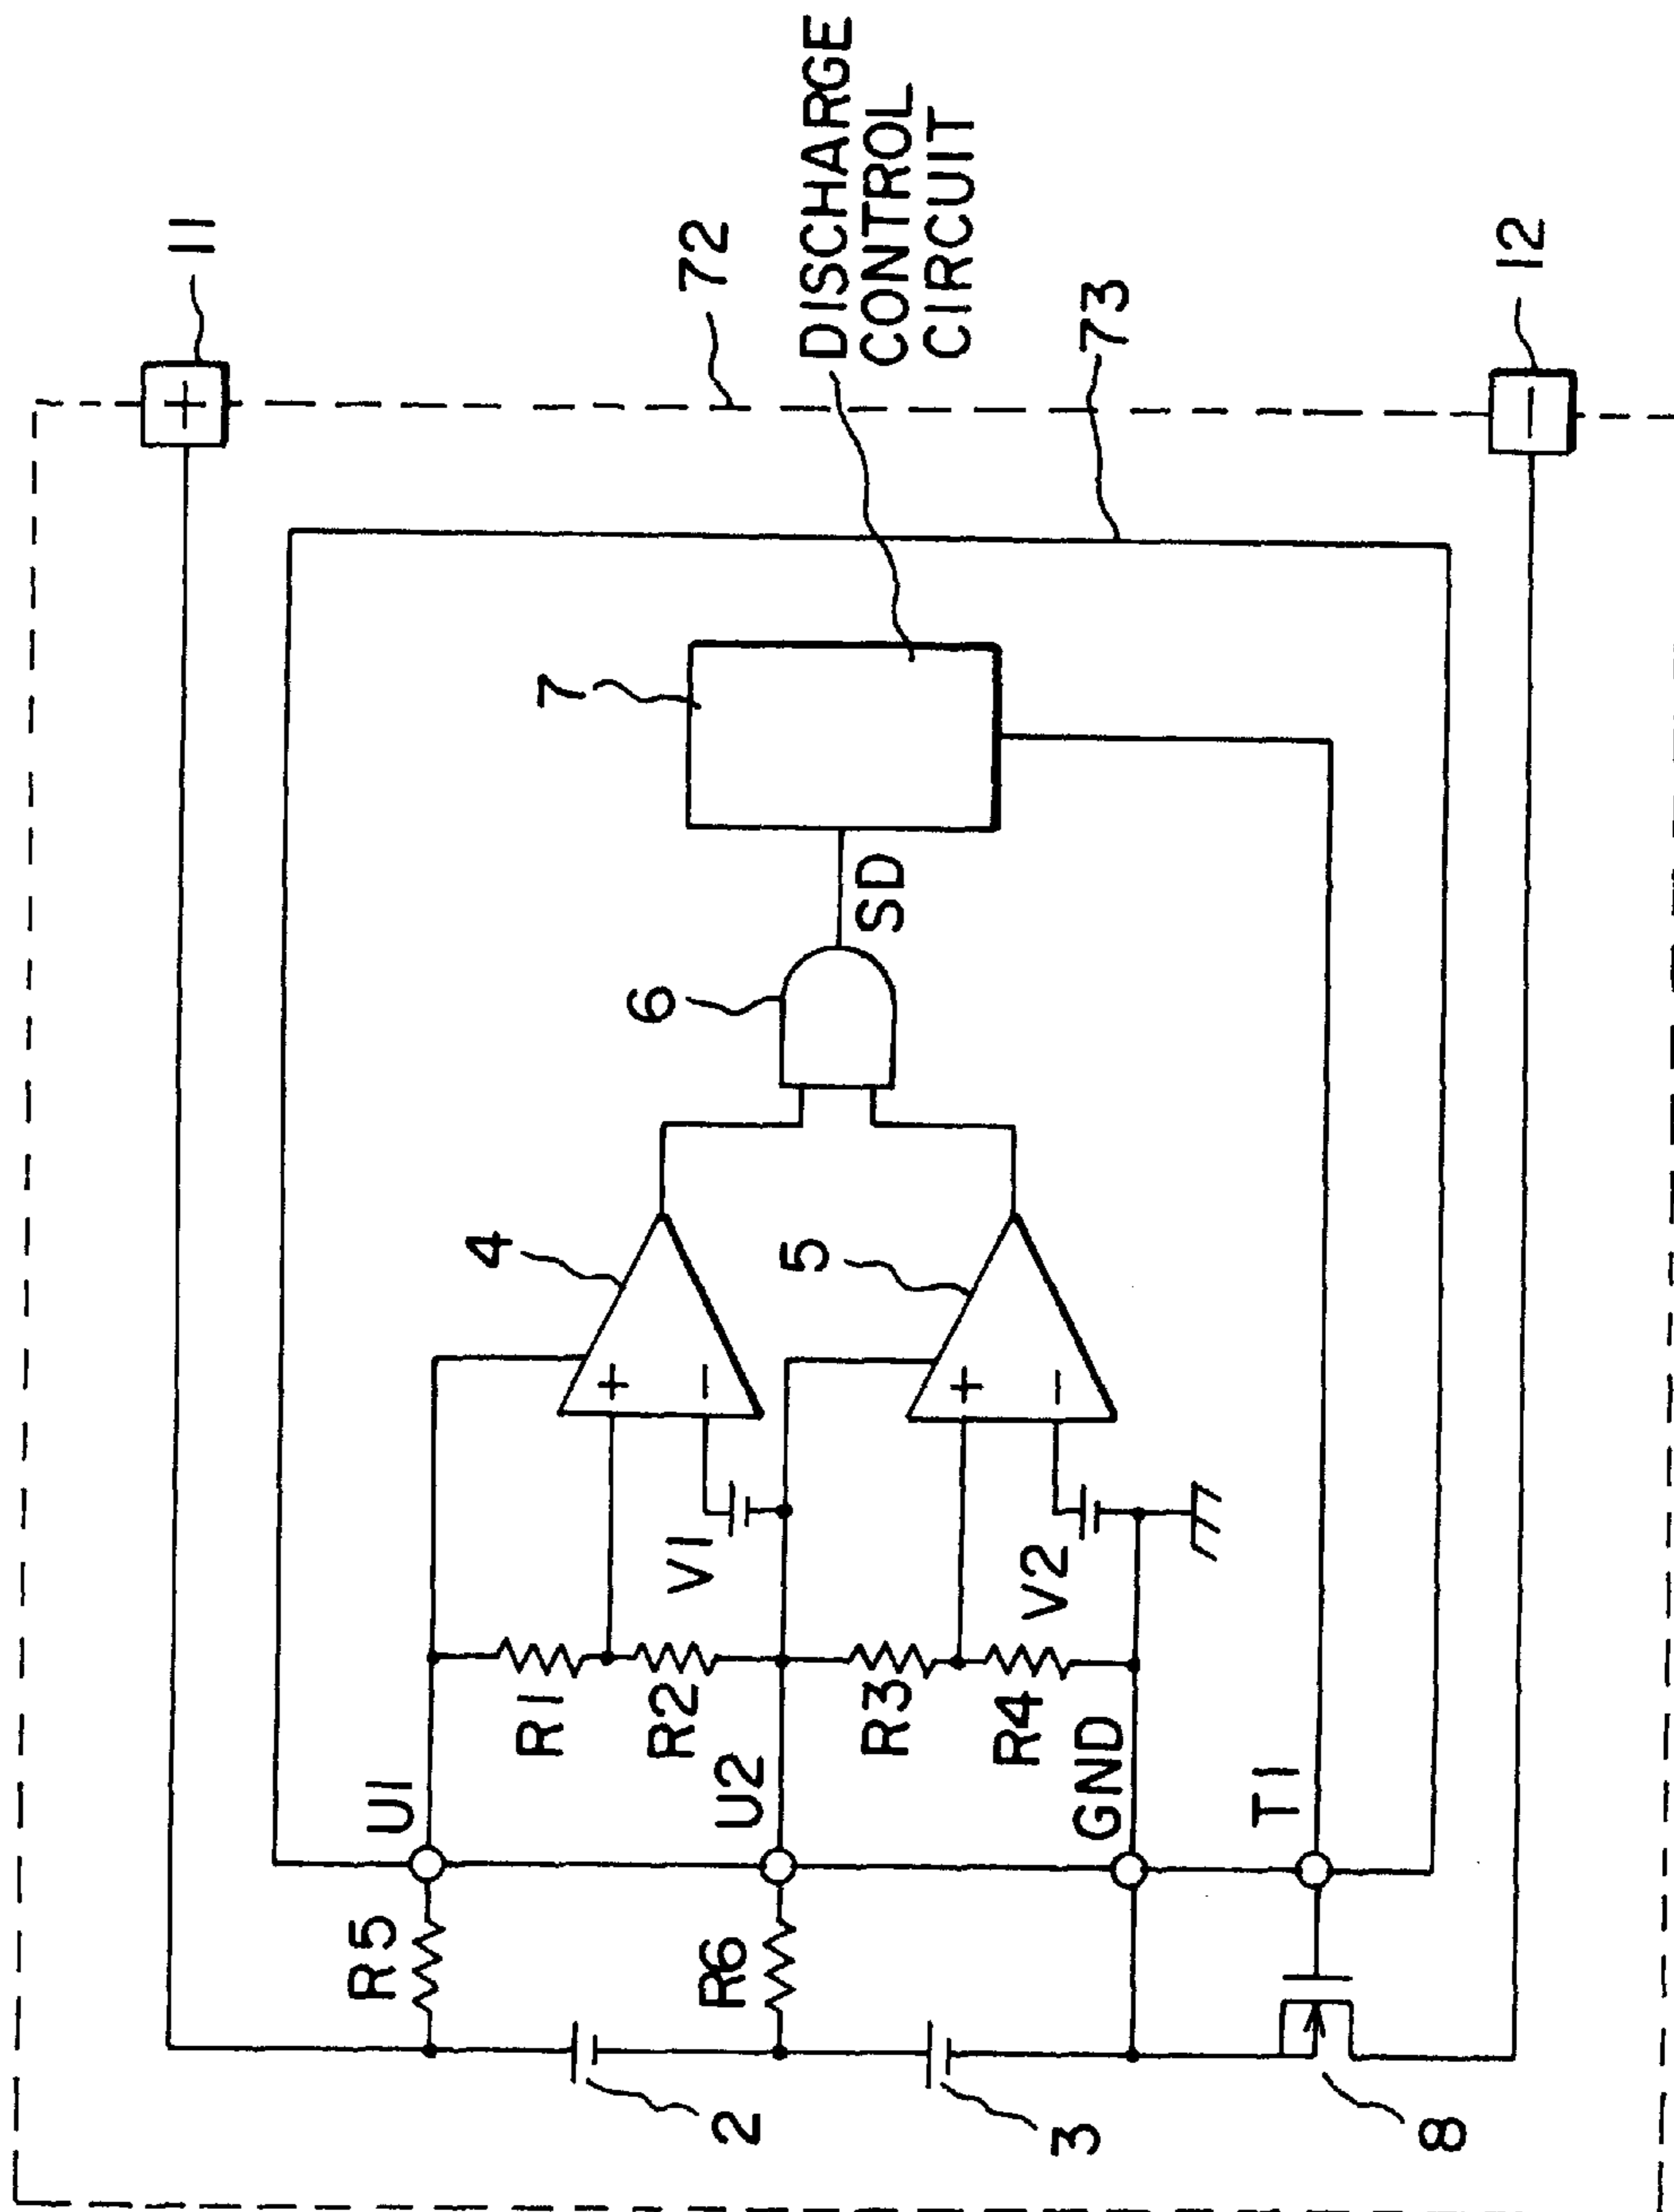 11
72
DISCHARGE
CONTROL
CIRCUIT
73
12
7
SD
6
4
5
+
−
+
−
+
−
V1
V2
R1
R2
R3
R4
U1
U2
GND
T1
R5
R6
2
3
8